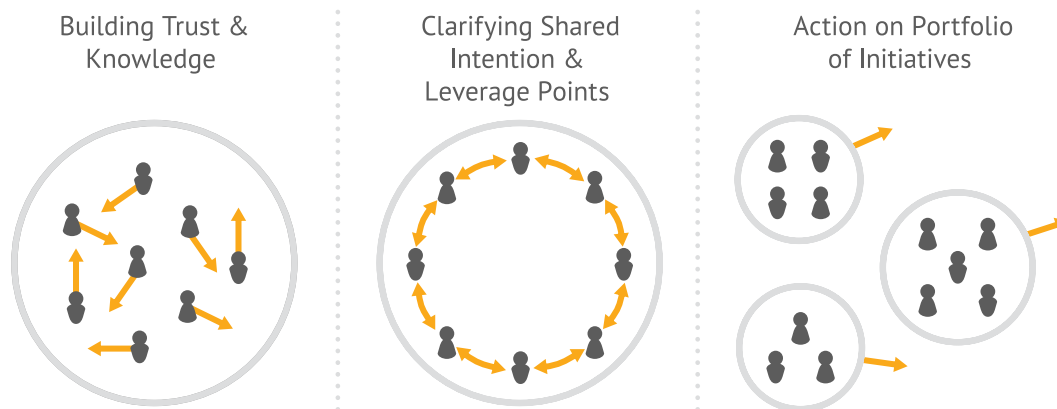 Building Trust &
Knowledge
Clarifying Shared
Intention &
Leverage Points
Action on Portfolio
of Initiatives